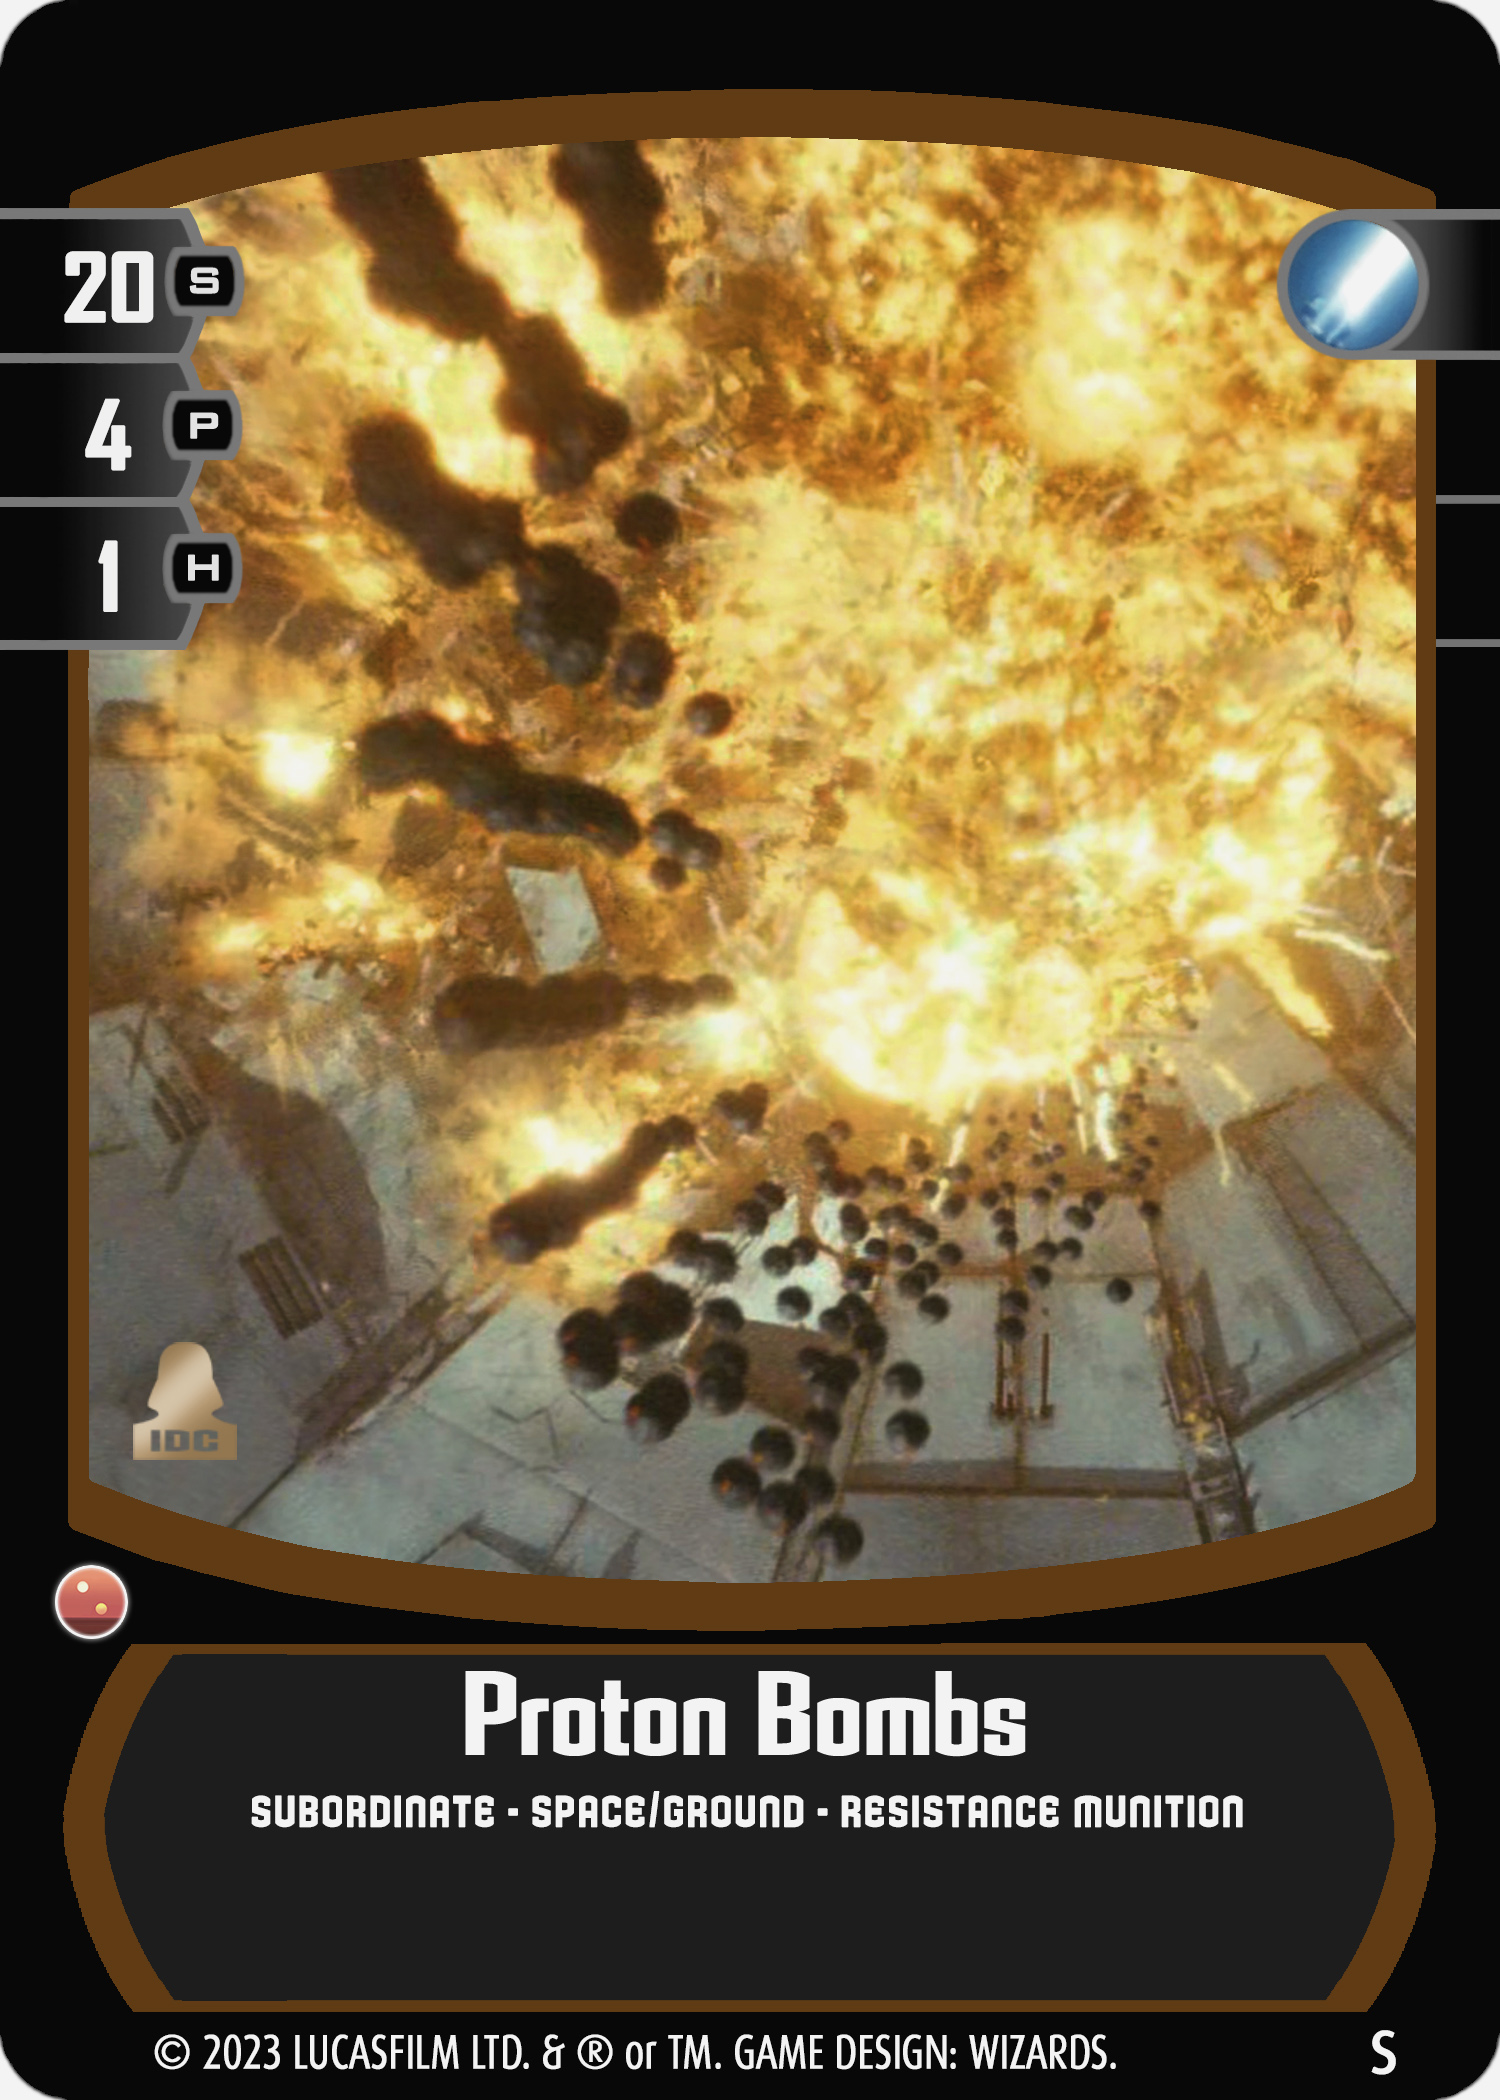 20 S
4 P
1 H
IDC
Proton Bombs
SUBORDINATE - SPACE/GROUND - RESISTANCE MUNITION
© 2023 LUCASFILM LTD. & ® or TM. GAME DESIGN: WIZARDS.
S